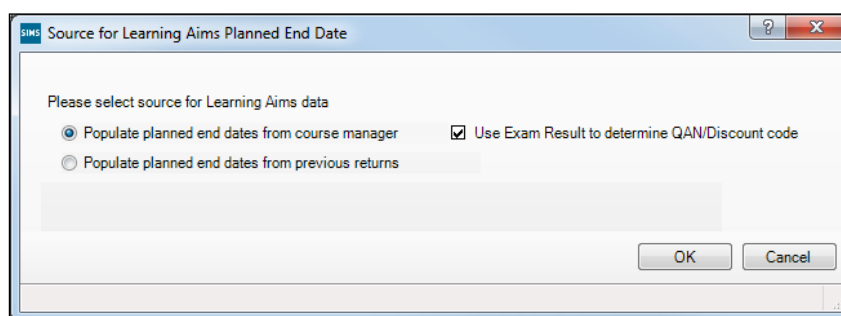 SIMS Source for Learning Aims Planned End Date
? X
Please select source for Learning Aims data
Populate planned end dates from course manager Use Exam Result to determine QAN/Discount code
Populate planned end dates from previous returns
OK Cancel